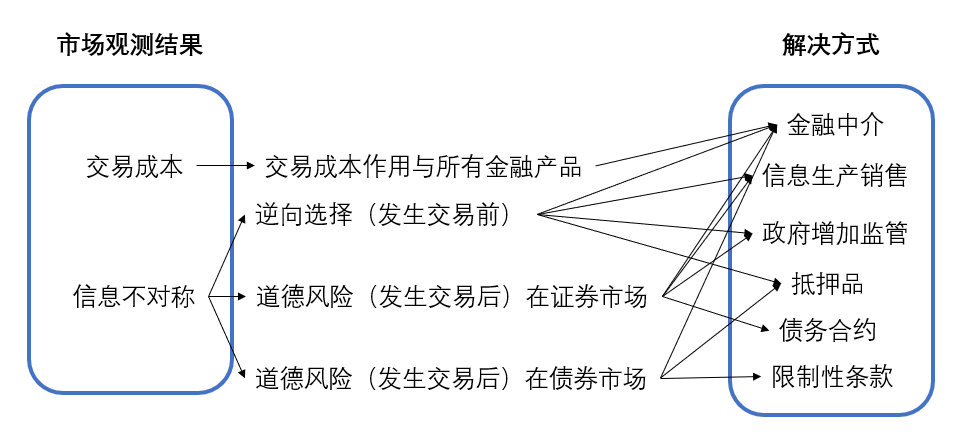 市场观测结果
解决方式
金融中介
交易成本
交易成本作用与所有金融产品
信息生产销售
逆向选择（发生交易前）
政府增加监管
信息不对称
道德风险（发生交易后）在证券市场
抵押品
债务合约
道德风险（发生交易后）在债券市场
限制性条款